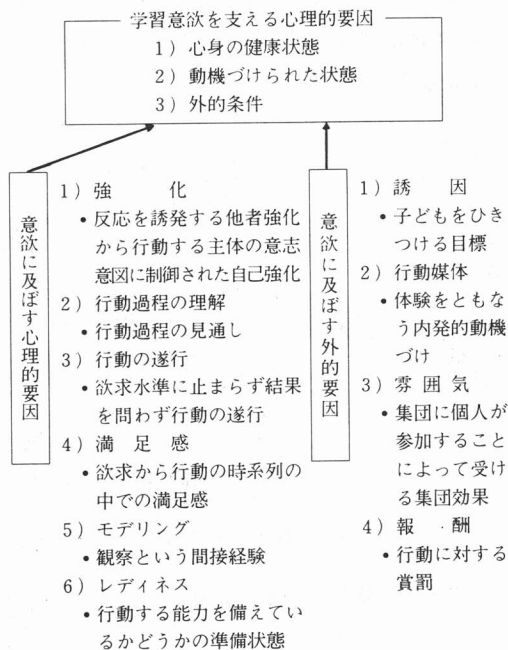 学習意欲を支える心理的要因
1）心身の健康状態
2）動機づけられた状態
3）外的条件
意欲に及ぼす心理的要因
1）強　　化
・反応を誘発する他者強化
から行動する主体の意志
意図に制御された自己強化
2）行動過程の理解
・行動過程の見通し
3）行動の遂行
・欲求水準に止まらず結果
を問わず行動の遂行
4）満　足　感
・欲求から行動の時系列の
中での満足感
5）モデリング
・観察という間接経験
6）レディネス
・行動する能力を備えてい
るかどうかの準備状態
意欲に及ぼす外的要因
1）誘　　因
・子どもをひき
つける目標
2）行動媒体
・体験をともな
う内発的動機
づけ
3）雰 囲 気
・集団に個人が
参加すること
によって受け
る集団効果
4）報　　酬
・行動に対する
賞罰